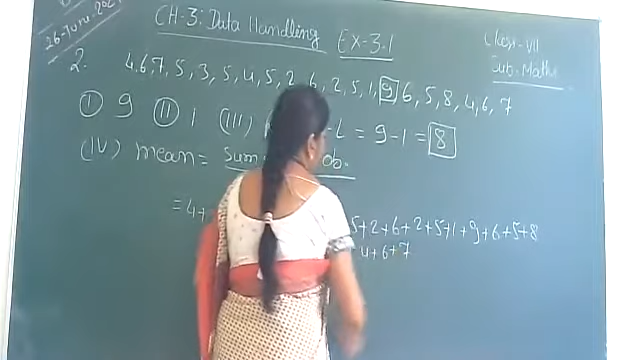 26-June-202
CH-3: Data Handling EX-3.1
Class-VII
Sub. Maths
2. 4,6,7, 5, 3, 5, 4, 5, 2, 6, 2, 5, 1, 9, 6, 5, 8, 4, 6, 7
(I) 9 (II) 1 (III) - L = 9-1 = 8
(IV) mean = Sum ob.
= 4+ 5+2+6+2+5+1+9+6+5+8
4+6+7